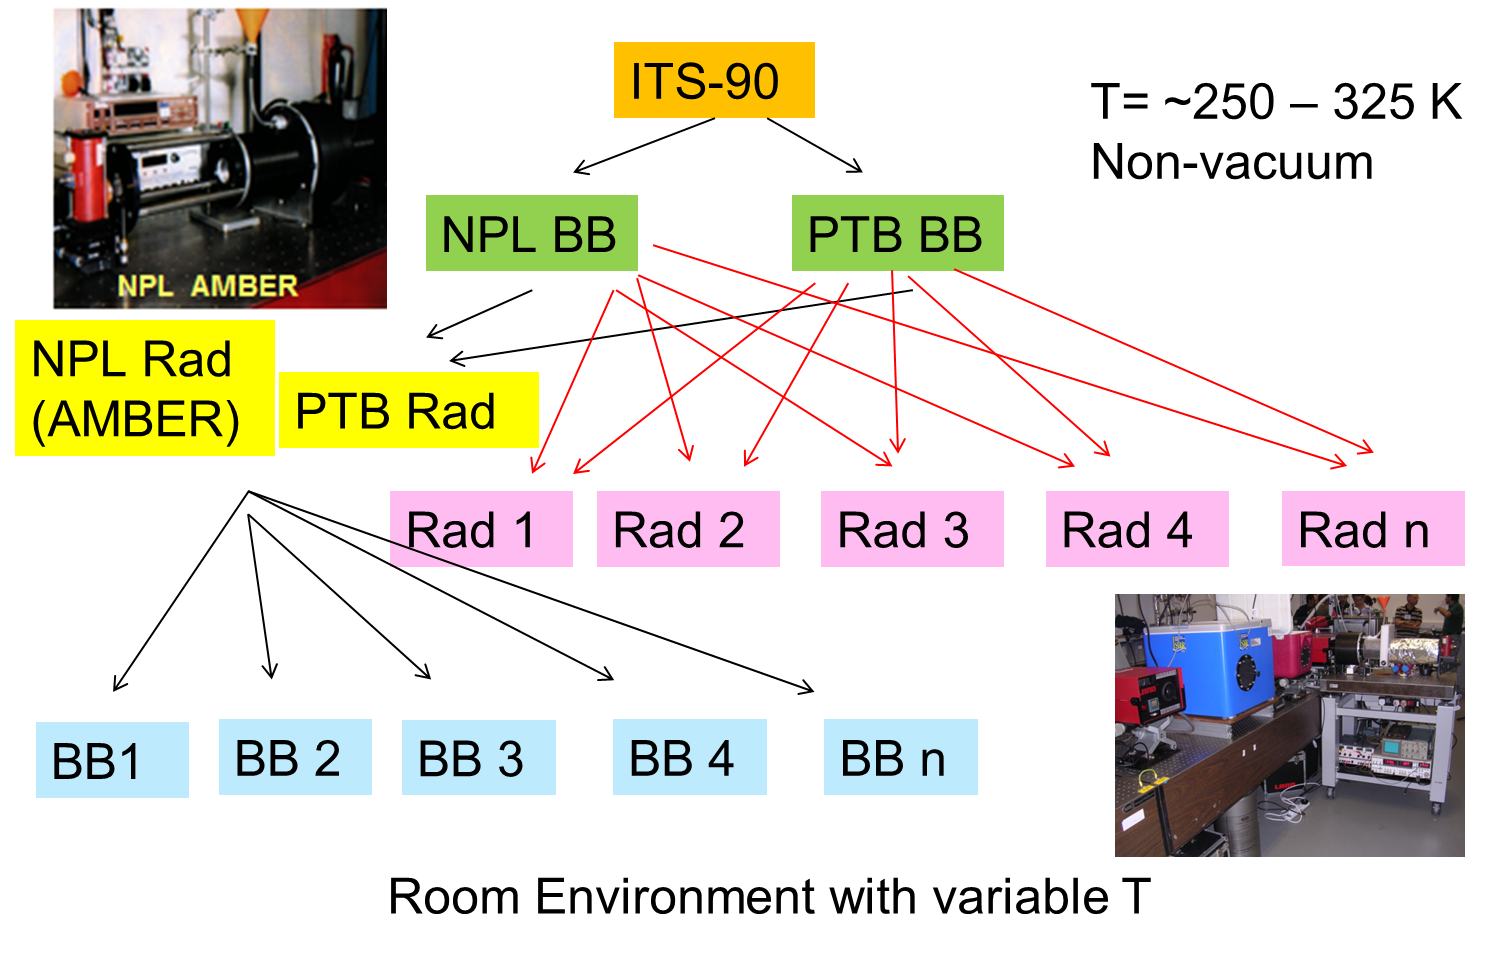 ITS-90
T= ~250 – 325 K
Non-vacuum
NPL BB
PTB BB
NPL AMBER
NPL Rad
(AMBER)
PTB Rad
Rad 1
Rad 2
Rad 3
Rad 4
Rad n
BB1
BB 2
BB 3
BB 4
BB n
Room Environment with variable T